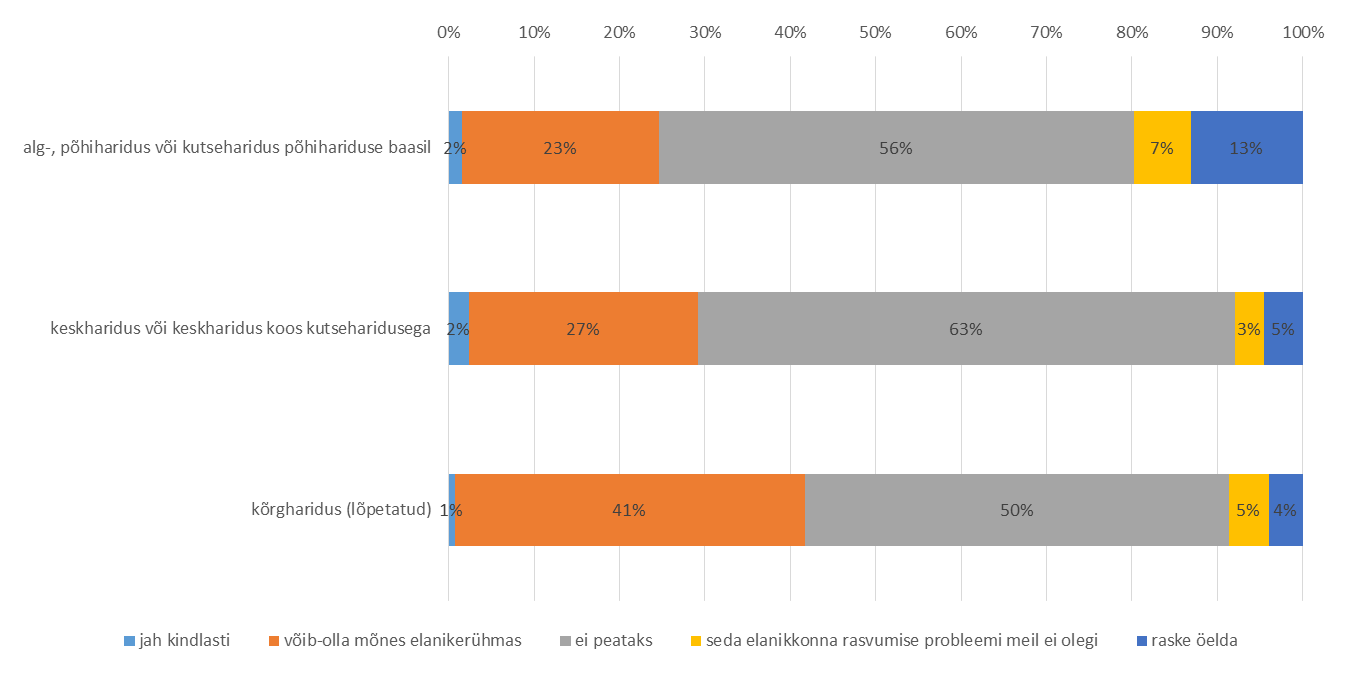 0% 10% 20% 30% 40% 50% 60% 70% 80% 90% 100%
alg-, põhiharidus või kutseharidus põhihariduse baasil 2% 23% 56% 7% 13%
keskharidus või keskharidus koos kutseharidusega 2% 27% 63% 3% 5%
kõrgharidus (lõpetatud) 1% 41% 50% 5% 4%
jah kindlasti võib-olla mõnes elanikerühmas ei peataks seda elanikkonna rasvumise probleemi meil ei olegi raske öelda